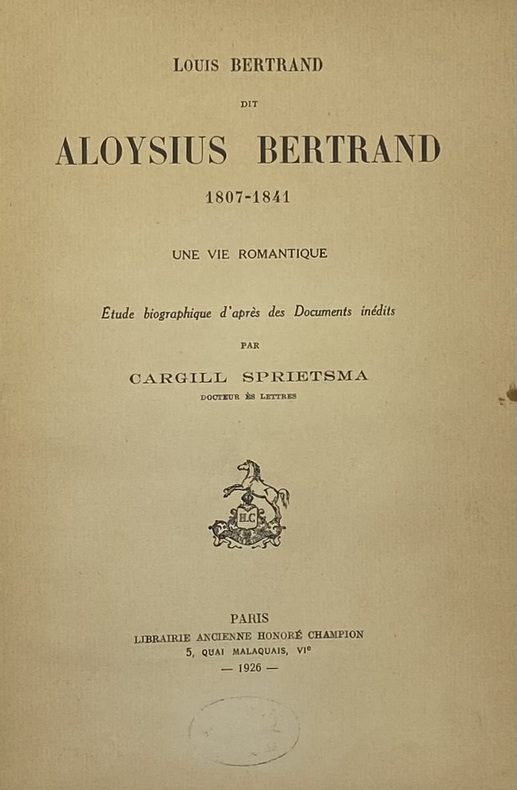 LOUIS BERTRAND
DIT
ALOYSIUS BERTRAND
1807-1841
UNE VIE ROMANTIQUE
Étude biographique d'après des Documents inédits
PAR
CARGILL SPRIETSMA
DOCTEUR ÈS LETTRES
H.C
PARIS
LIBRAIRIE ANCIENNE HONORÉ CHAMPION
5, QUAI MALAQUAIS, VIe
— 1926 —